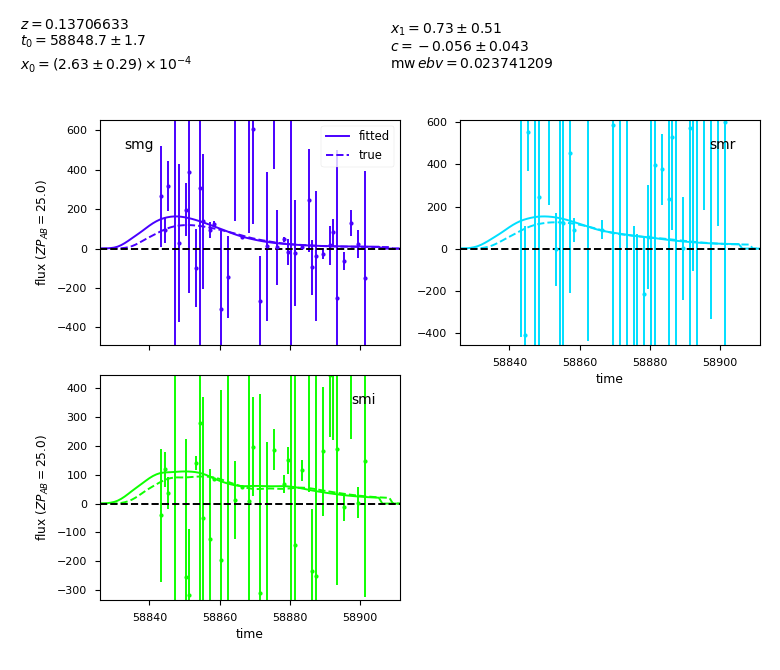 z = 0.13706633
t₀ = 58848.7 ± 1.7
x₀ = (2.63 ± 0.29) × 10⁻⁴
x₁ = 0.73 ± 0.51
c = −0.056 ± 0.043
mw ebv = 0.023741209
smg
fitted
true
flux (ZP_AB = 25.0)
600
400
200
0
−200
−400
smr
600
400
200
0
−200
−400
58840
58860
58880
58900
time
smi
flux (ZP_AB = 25.0)
400
300
200
100
0
−100
−200
−300
58840
58860
58880
58900
time